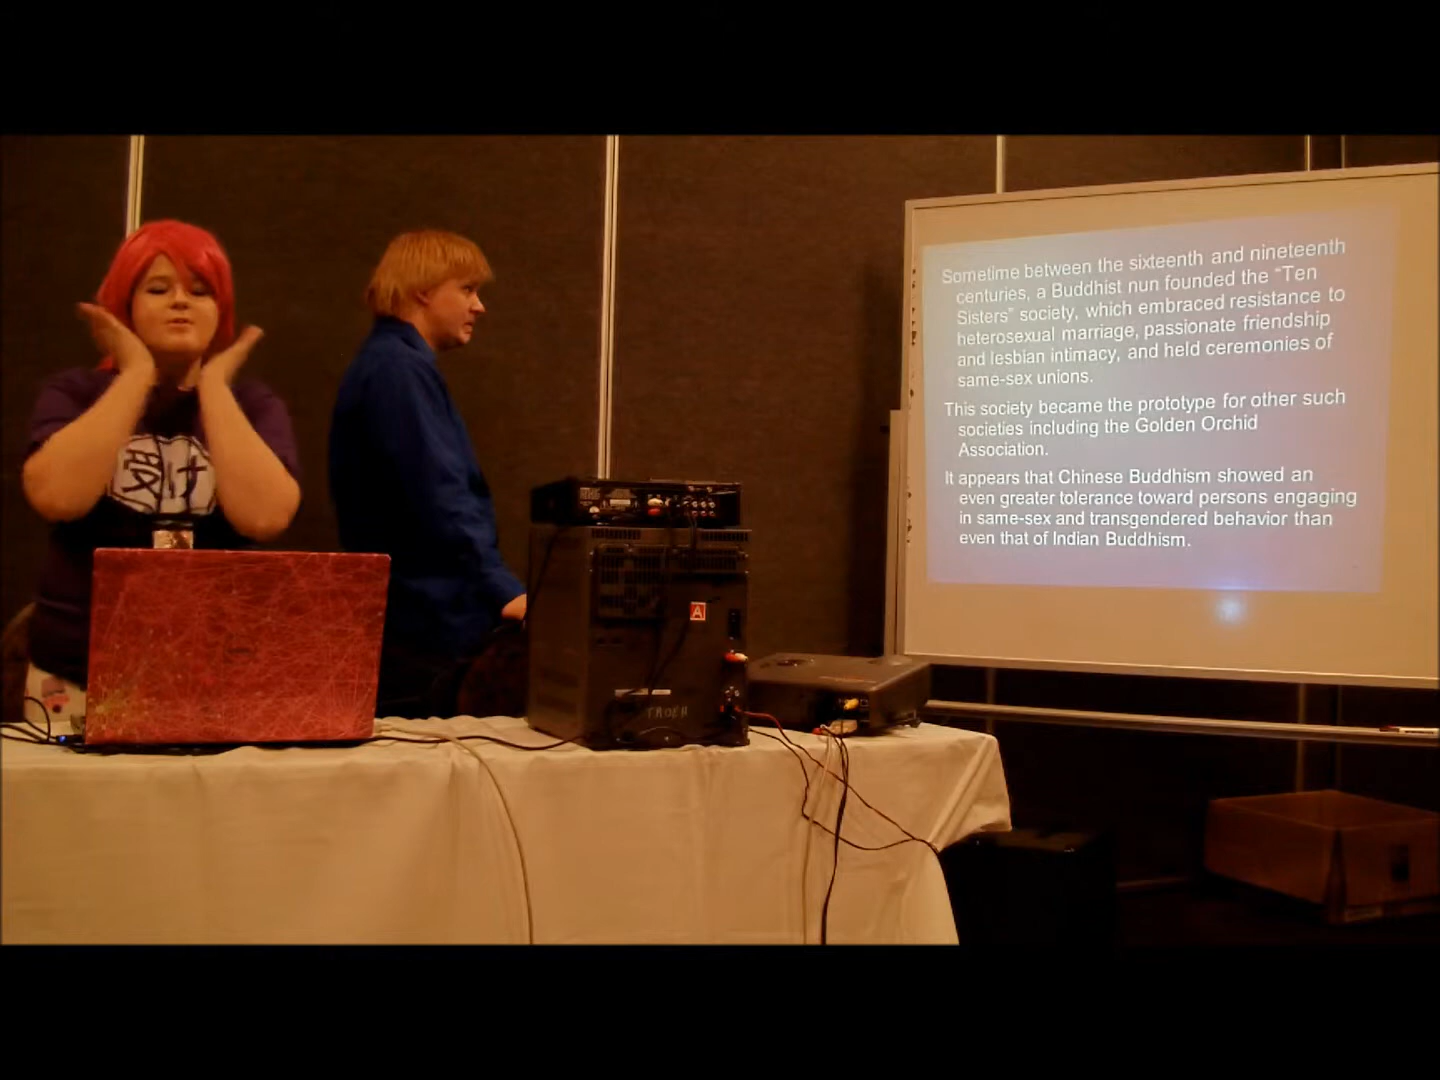 受け
Sometime between the sixteenth and nineteenth
centuries, a Buddhist nun founded the "Ten
Sisters" society, which embraced resistance to
heterosexual marriage, passionate friendship
and lesbian intimacy, and held ceremonies of
same-sex unions.
This society became the prototype for other such
societies including the Golden Orchid
Association.
It appears that Chinese Buddhism showed an
even greater tolerance toward persons engaging
in same-sex and transgendered behavior than
even that of Indian Buddhism.
A